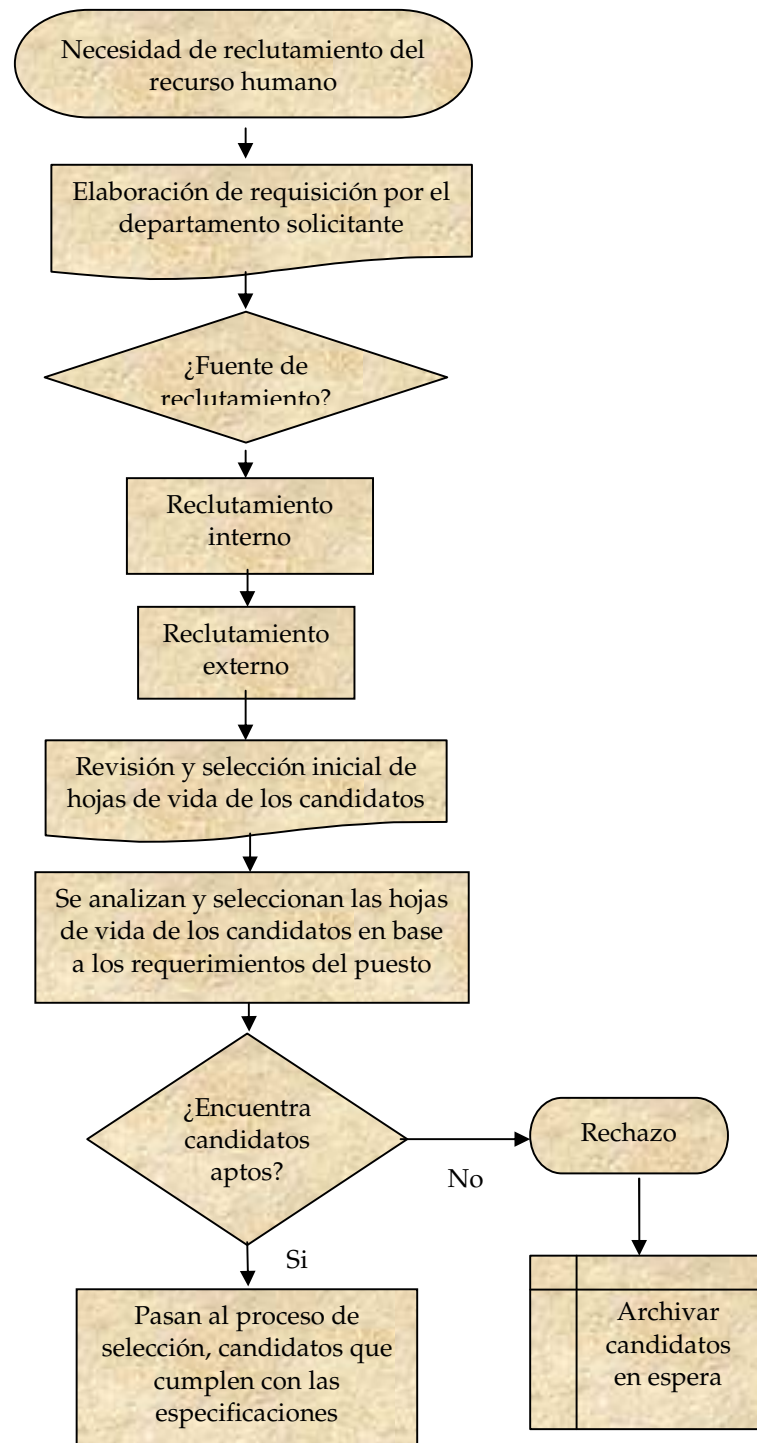 Necesidad de reclutamiento del
recurso humano
Elaboración de requisición por el
departamento solicitante
¿Fuente de
reclutamiento?
Reclutamiento
interno
Reclutamiento
externo
Revisión y selección inicial de
hojas de vida de los candidatos
Se analizan y seleccionan las hojas
de vida de los candidatos en base
a los requerimientos del puesto
¿Encuentra
candidatos
aptos?
No
Rechazo
Si
Pasan al proceso de
selección, candidatos que
cumplen con las
especificaciones
Archivar
candidatos
en espera